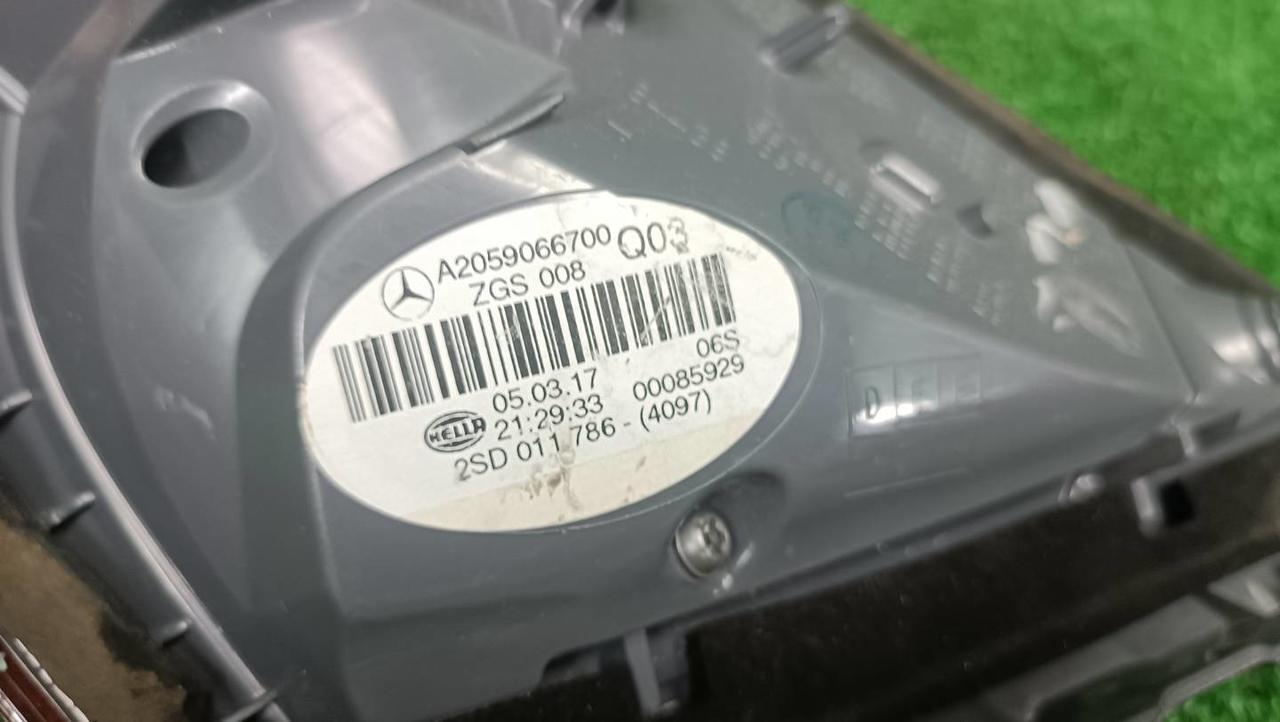 A2059066700 Q03
ZGS 008
06S
05.03.17
HELLA 21:29:33 00085929
2SD 011 786 - (4097)